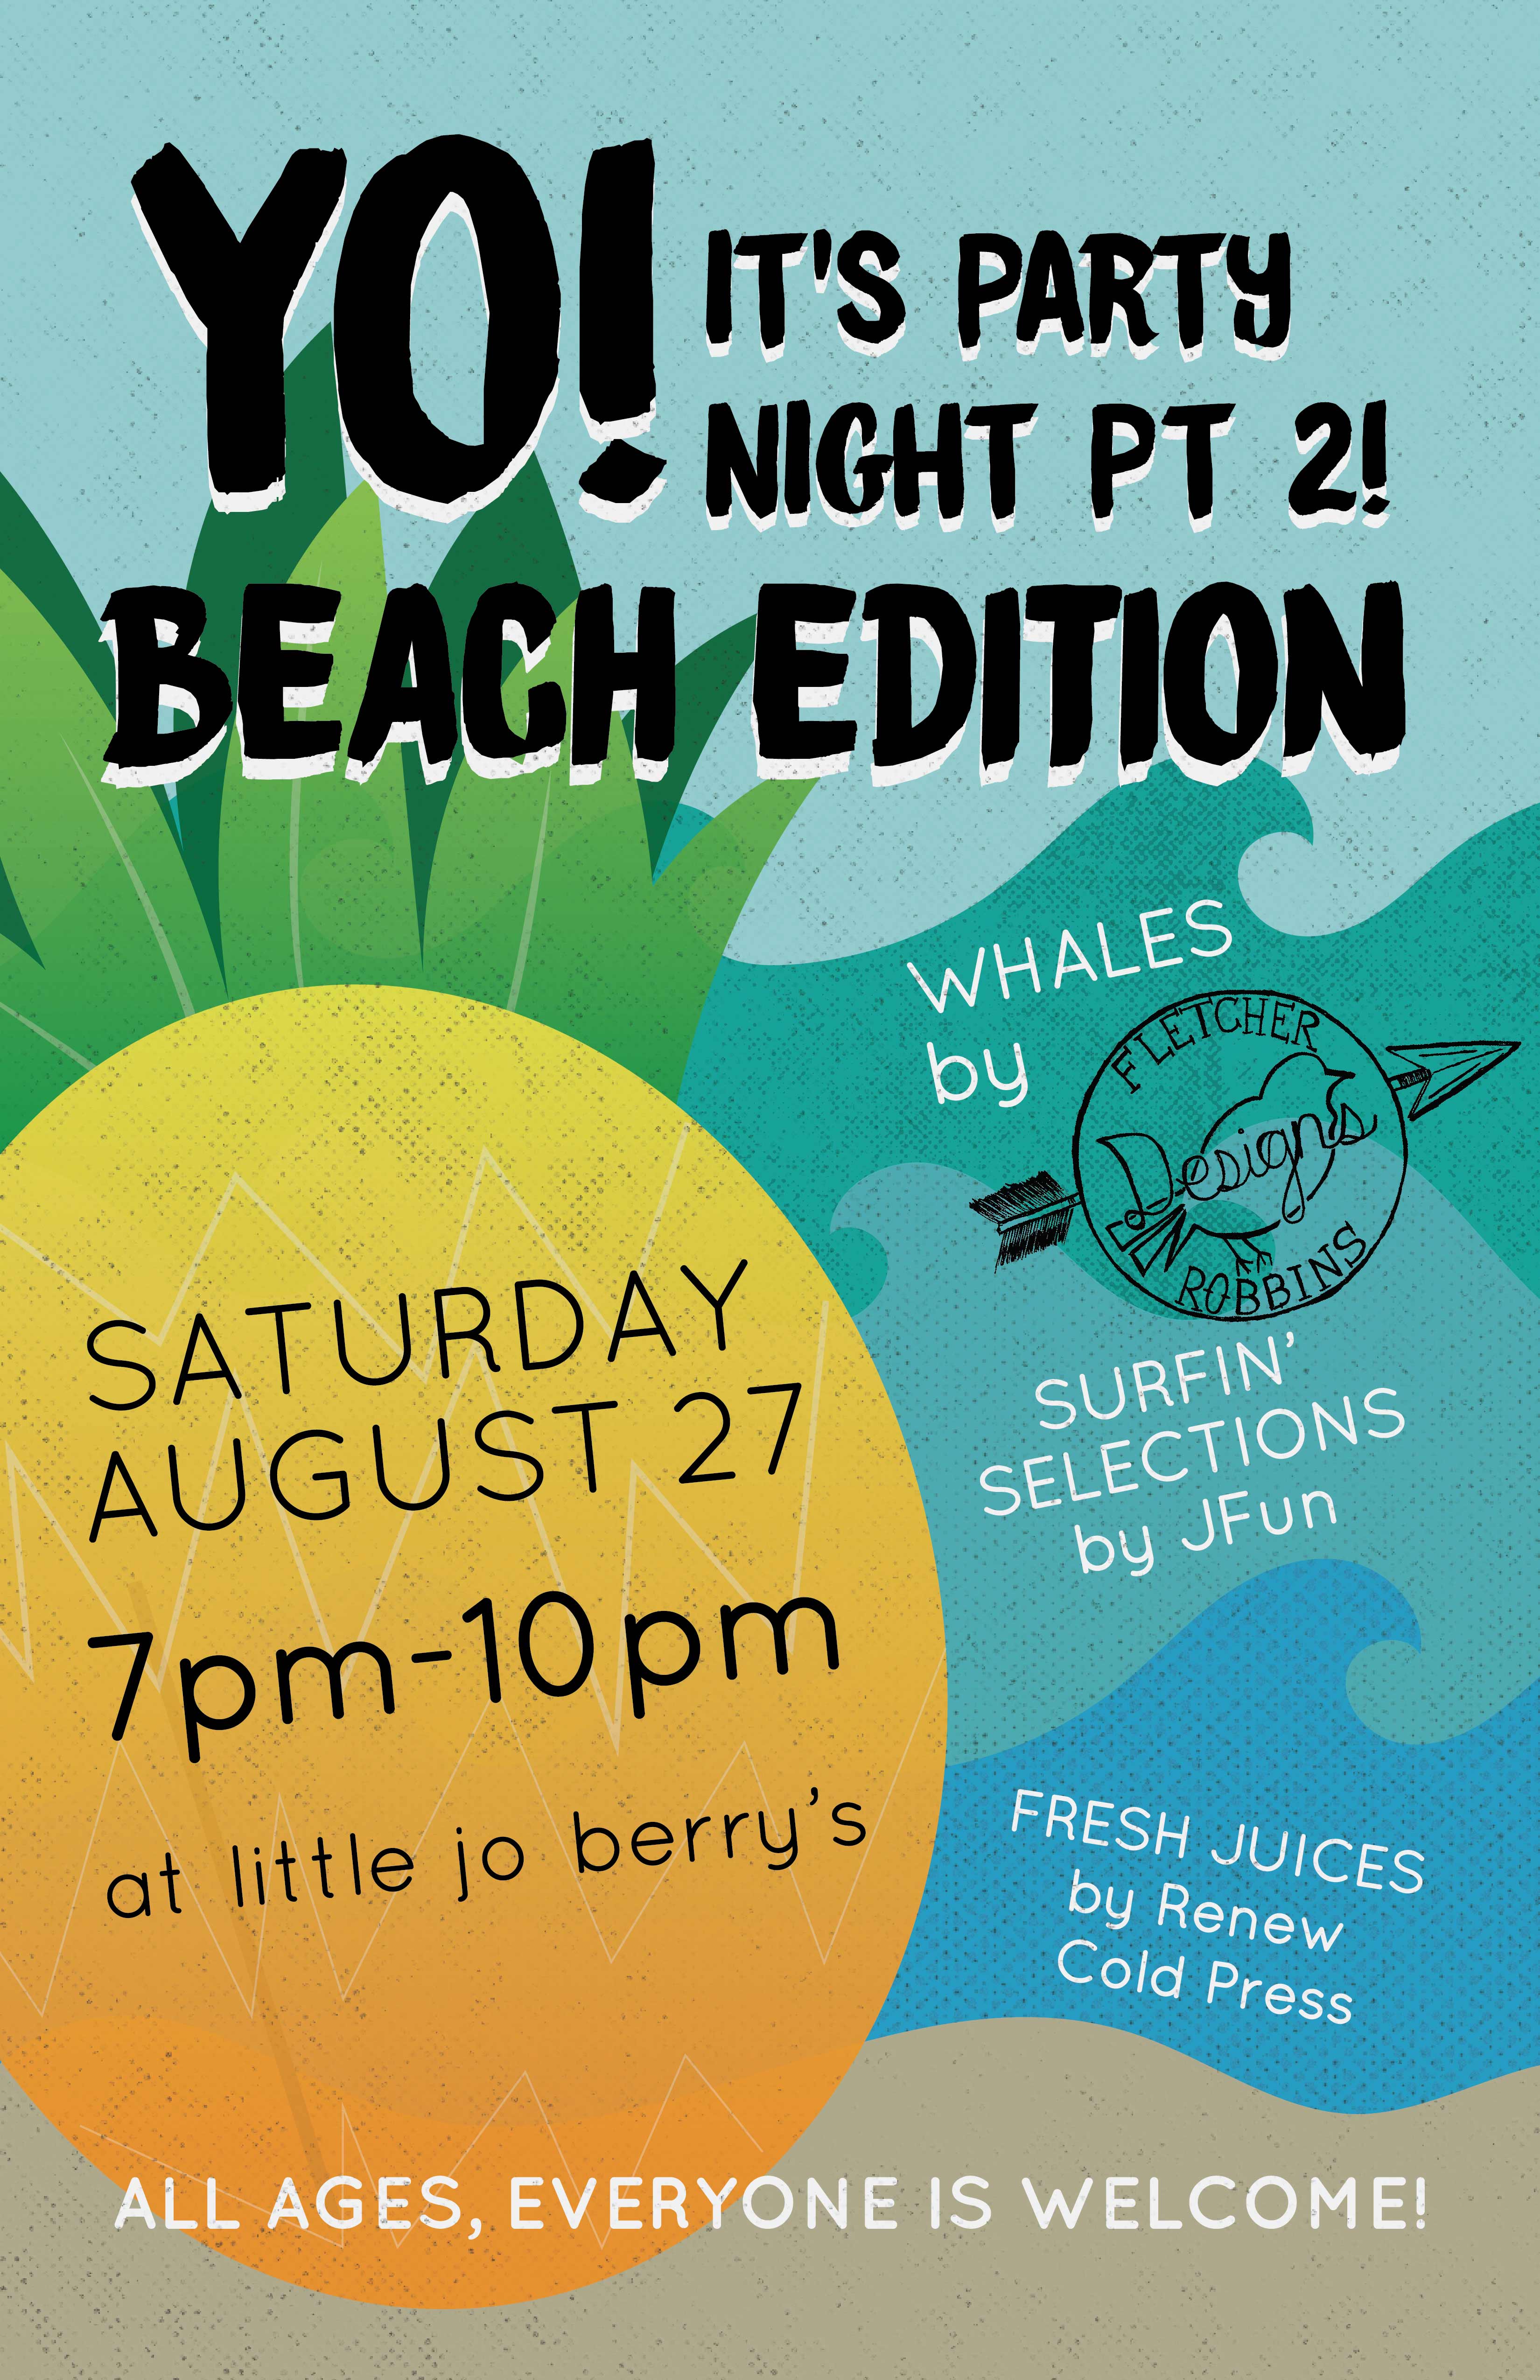 YO! IT'S PARTY
NIGHT PT 2!
BEACH EDITION
WHALES
by
FLETCHER
Designs
ROBBINS
SURFIN'
SELECTIONS
by JFun
SATURDAY
AUGUST 27
7pm-10pm
at little jo berry's
FRESH JUICES
by Renew
Cold Press
ALL AGES, EVERYONE IS WELCOME!